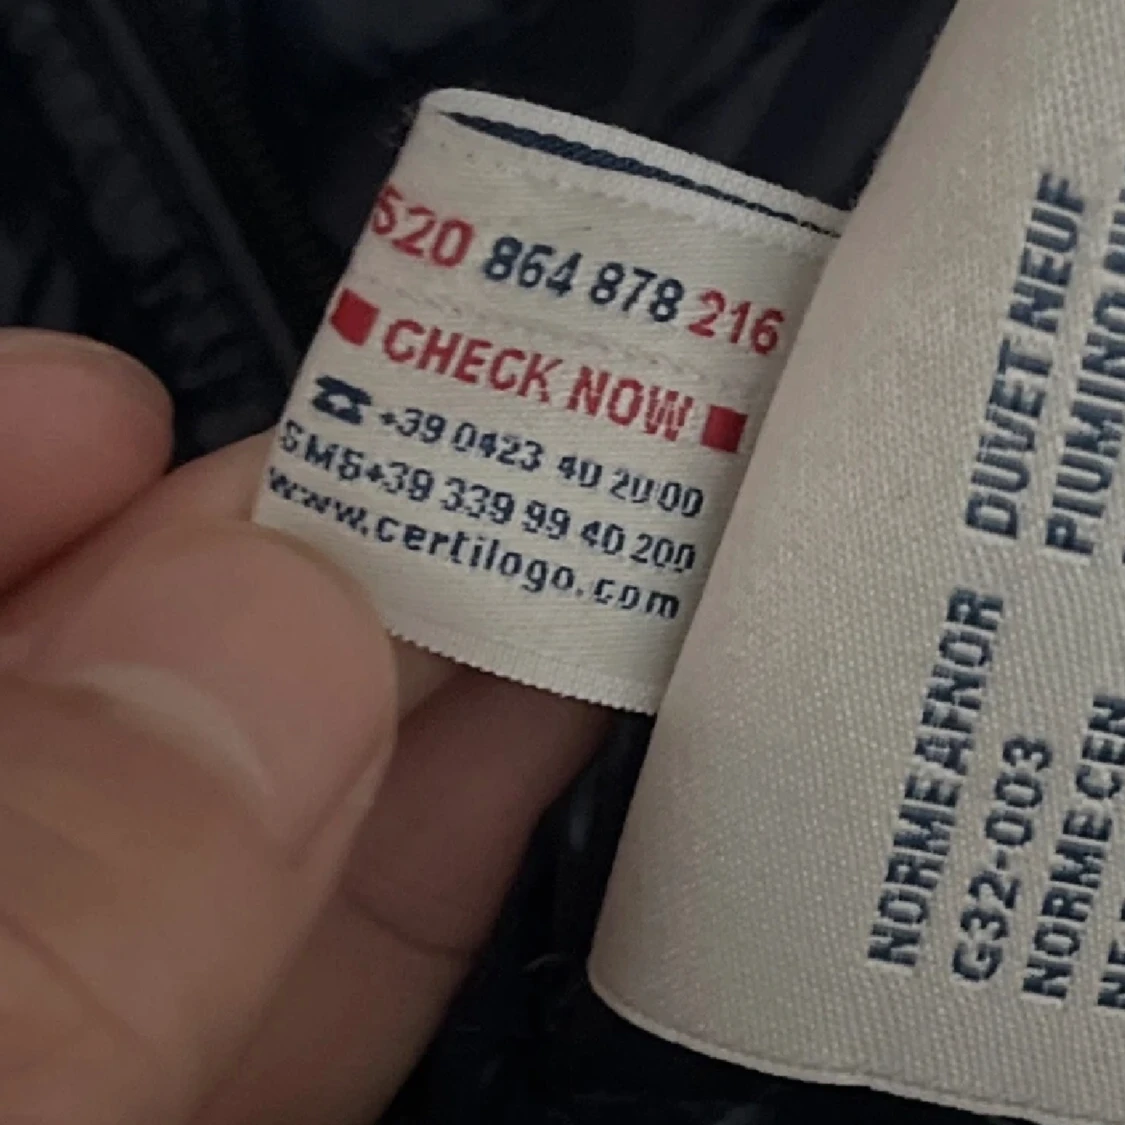 520 864 878 216
CHECK NOW
☎ +39 0423 40 20 00
SMS+39 339 99 40 200
www.certilogo.com
DUVET NEUF
PIUMINO
NORME AFNOR
G32-003
NORME CEN